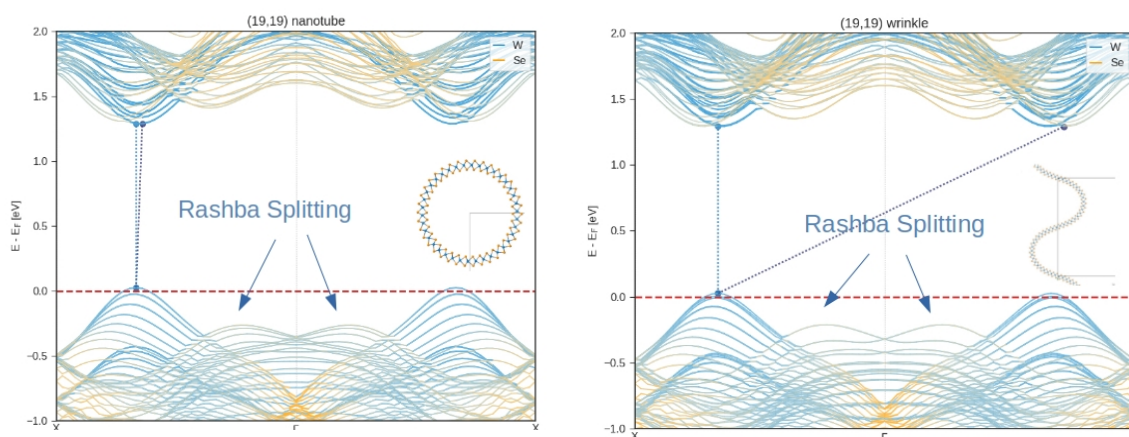 (19,19) nanotube
2.0
1.5
1.0
0.5
0.0
−0.5
−1.0
E - EF [eV]
W
Se
Rashba Splitting
X
Γ
X
(19,19) wrinkle
2.0
1.5
1.0
0.5
0.0
−0.5
−1.0
E - EF [eV]
W
Se
Rashba Splitting
X